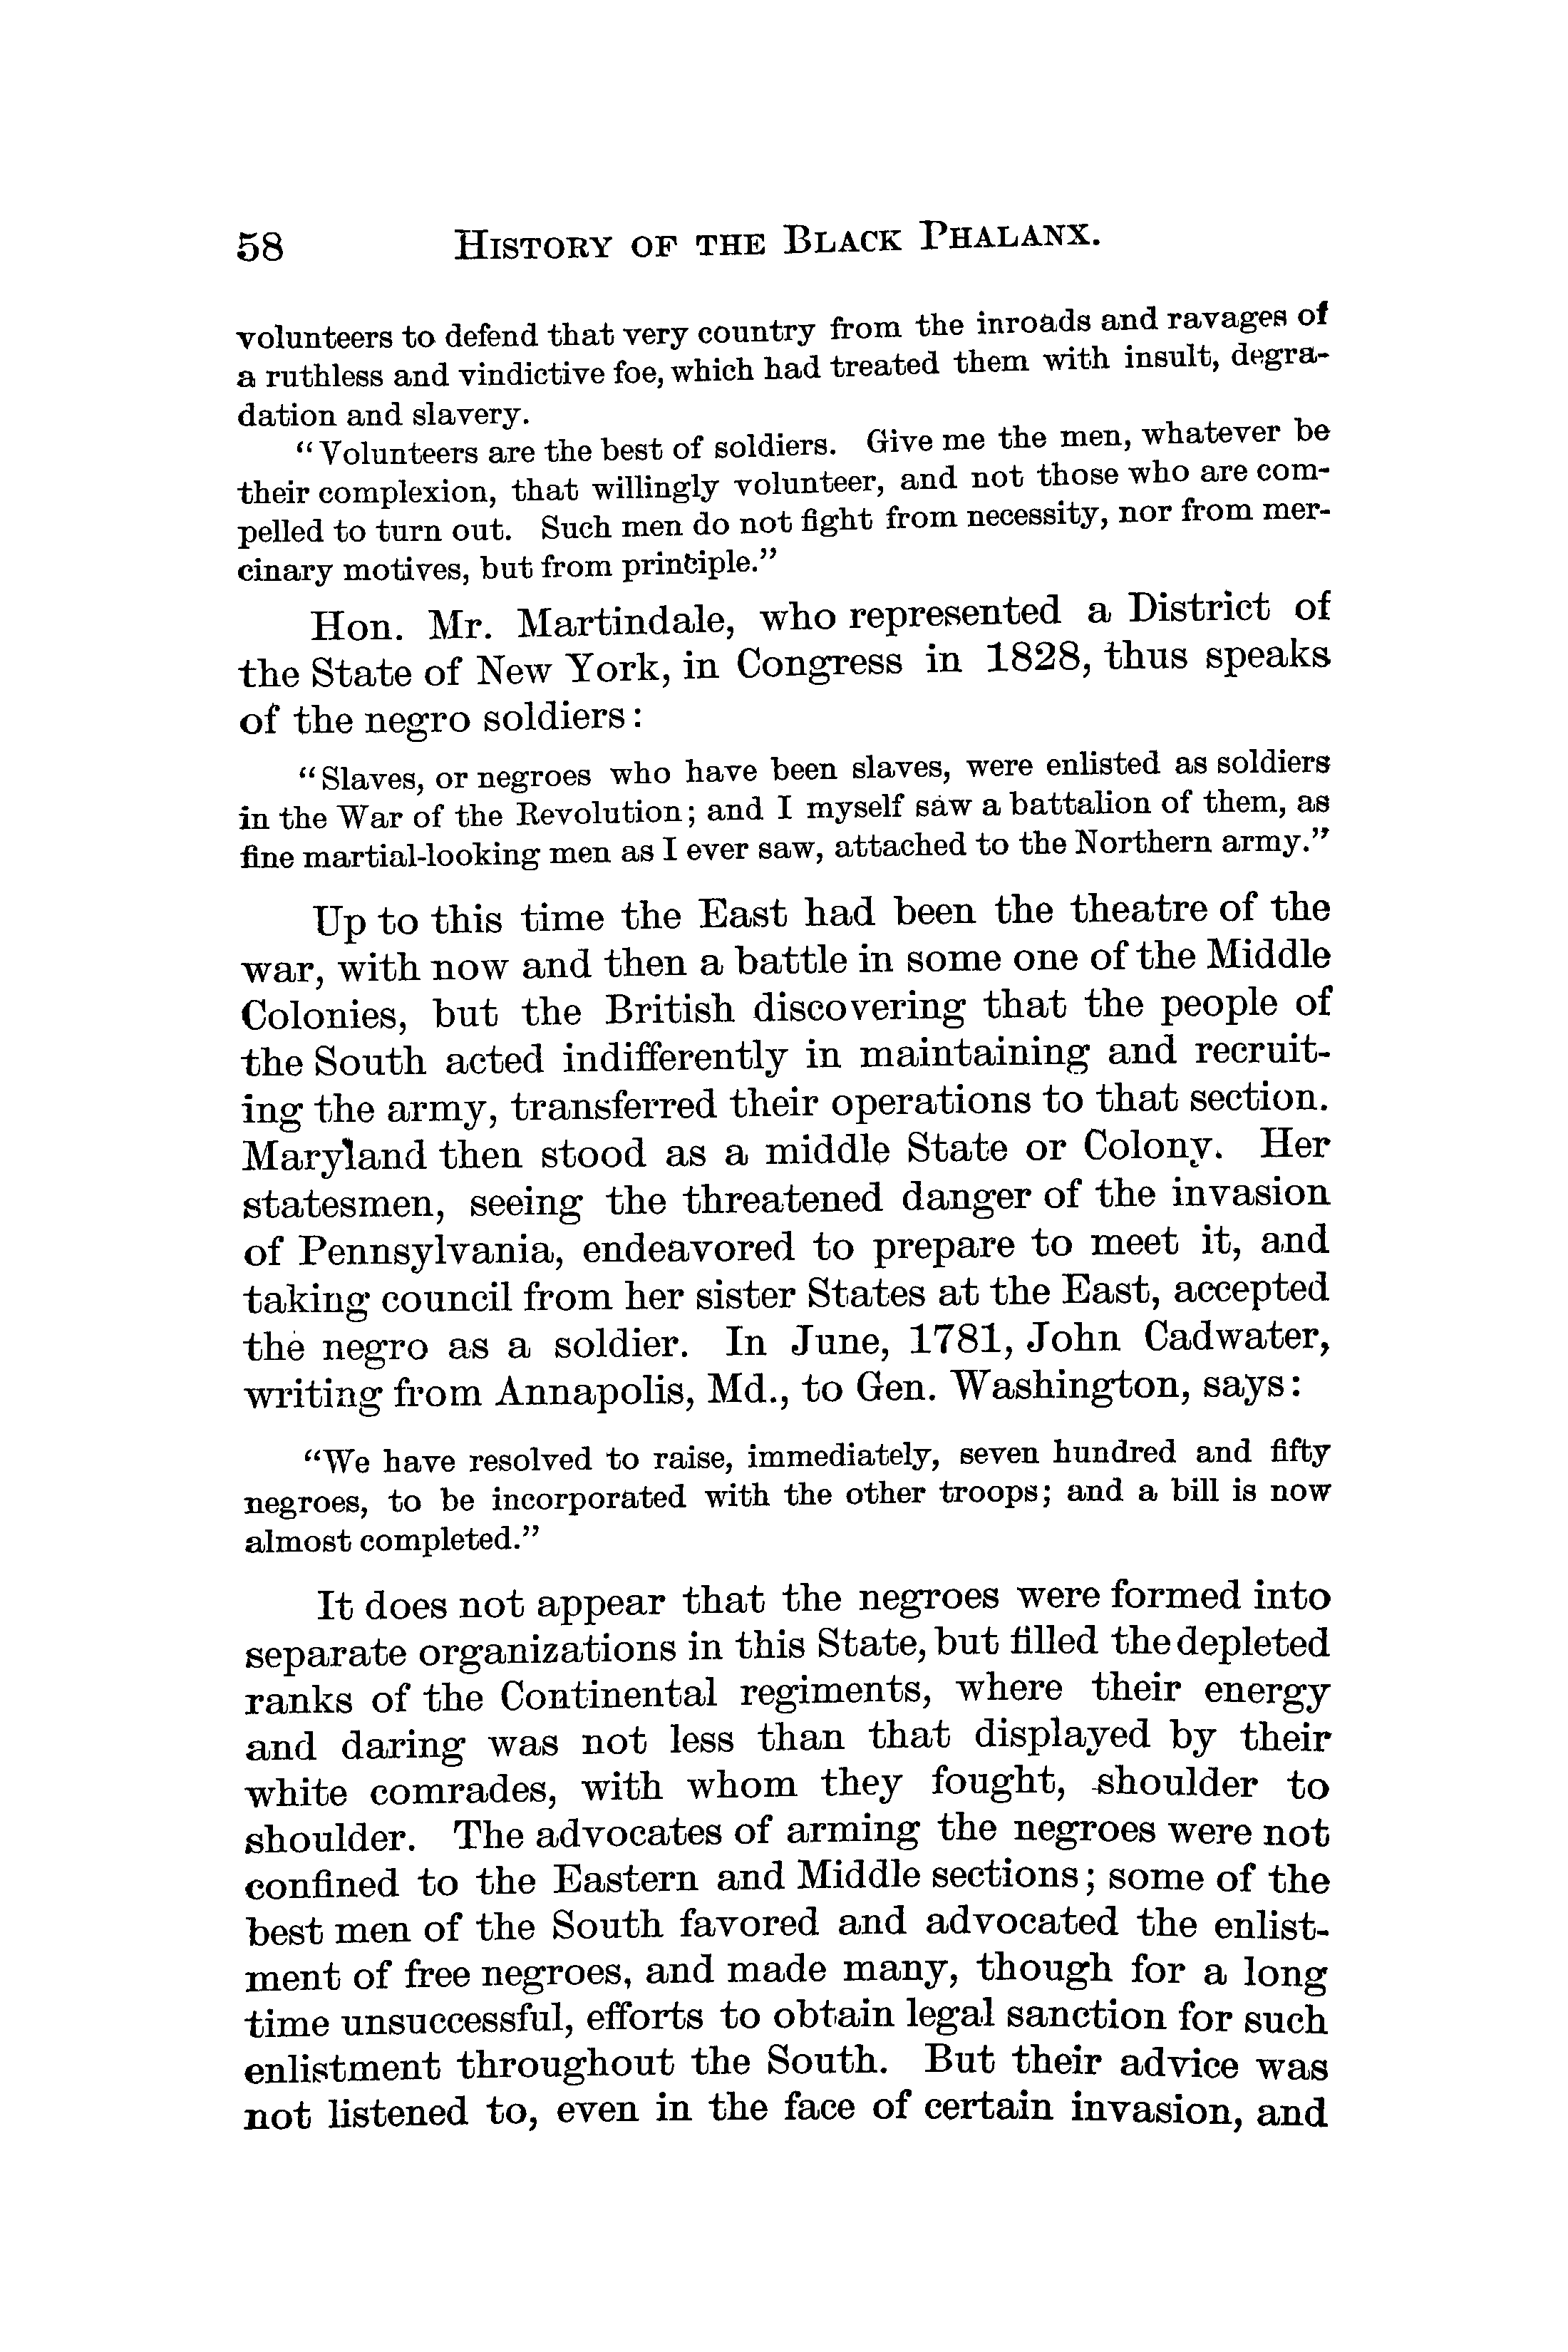 58 HISTORY OF THE BLACK PHALANX.
volunteers to defend that very country from the inroads and ravages of
a ruthless and vindictive foe, which had treated them with insult, degra-
dation and slavery.
“Volunteers are the best of soldiers. Give me the men, whatever be
their complexion, that willingly volunteer, and not those who are com-
pelled to turn out. Such men do not fight from necessity, nor from mer-
cinary motives, but from principle.”
Hon. Mr. Martindale, who represented a District of
the State of New York, in Congress in 1828, thus speaks
of the negro soldiers:
“Slaves, or negroes who have been slaves, were enlisted as soldiers
in the War of the Revolution; and I myself saw a battalion of them, as
fine martial-looking men as I ever saw, attached to the Northern army.”
Up to this time the East had been the theatre of the
war, with now and then a battle in some one of the Middle
Colonies, but the British discovering that the people of
the South acted indifferently in maintaining and recruit-
ing the army, transferred their operations to that section.
Maryland then stood as a middle State or Colony. Her
statesmen, seeing the threatened danger of the invasion
of Pennsylvania, endeavored to prepare to meet it, and
taking council from her sister States at the East, accepted
the negro as a soldier. In June, 1781, John Cadwater,
writing from Annapolis, Md., to Gen. Washington, says:
“We have resolved to raise, immediately, seven hundred and fifty
negroes, to be incorporated with the other troops; and a bill is now
almost completed.”
It does not appear that the negroes were formed into
separate organizations in this State, but filled the depleted
ranks of the Continental regiments, where their energy
and daring was not less than that displayed by their
white comrades, with whom they fought, shoulder to
shoulder. The advocates of arming the negroes were not
confined to the Eastern and Middle sections; some of the
best men of the South favored and advocated the enlist-
ment of free negroes, and made many, though for a long
time unsuccessful, efforts to obtain legal sanction for such
enlistment throughout the South. But their advice was
not listened to, even in the face of certain invasion, and